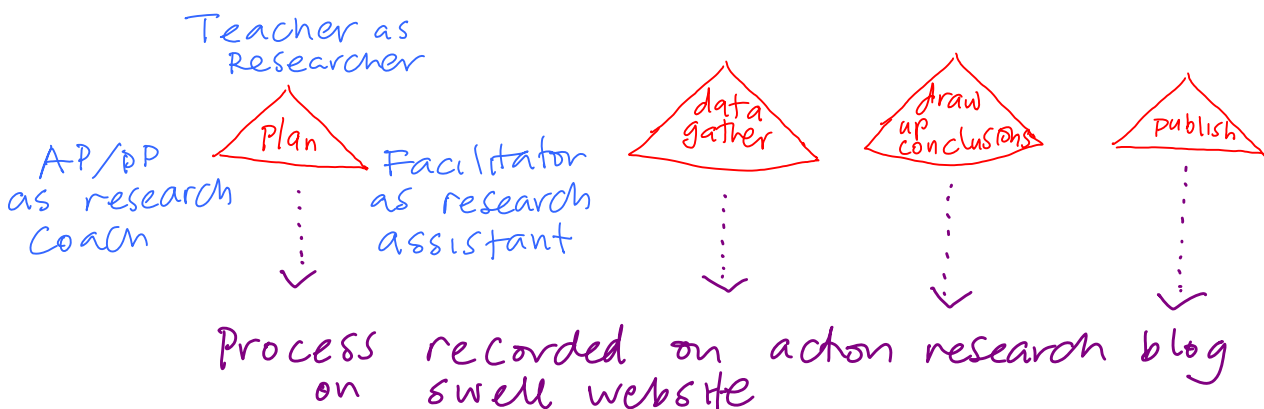 Teacher as
Researcher
Plan
AP/DP
as research
Coach
Facilitator
as research
assistant
data
gather
draw
up
conclusions
publish
Process recorded on action research blog
on swell website